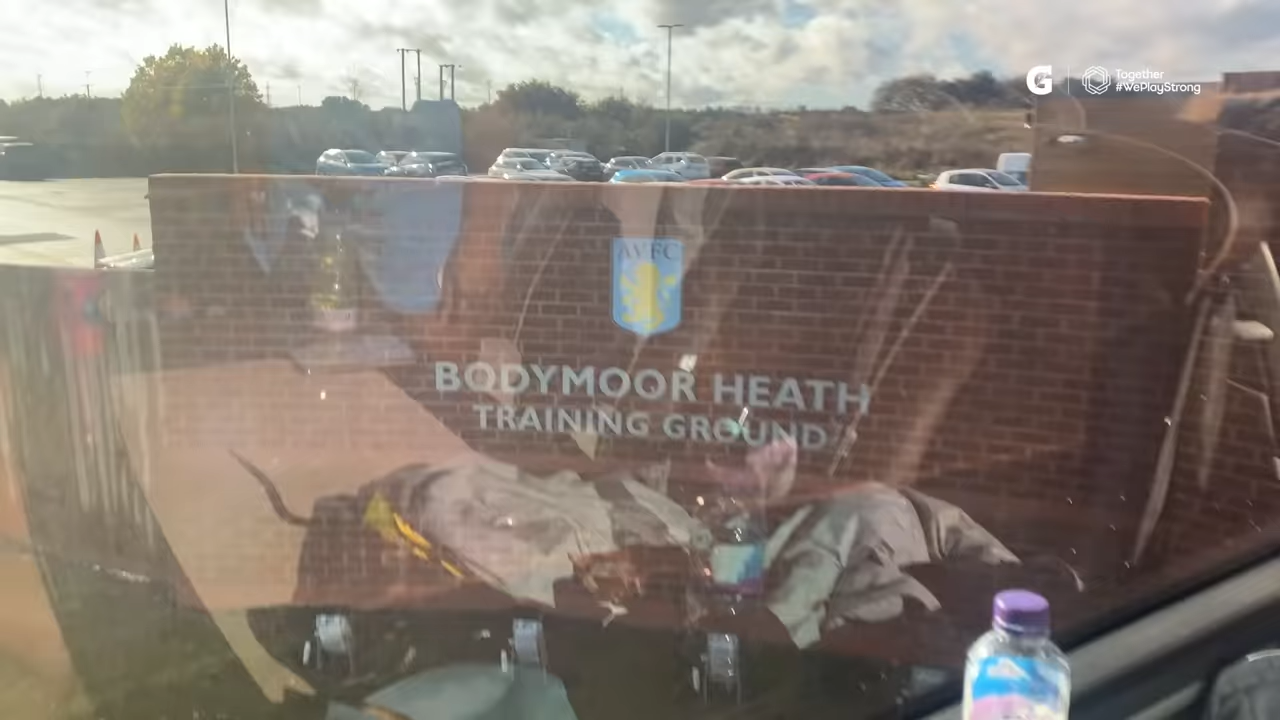 G
Together
#WePlayStrong
AVFC
BODYMOOR HEATH
TRAINING GROUND